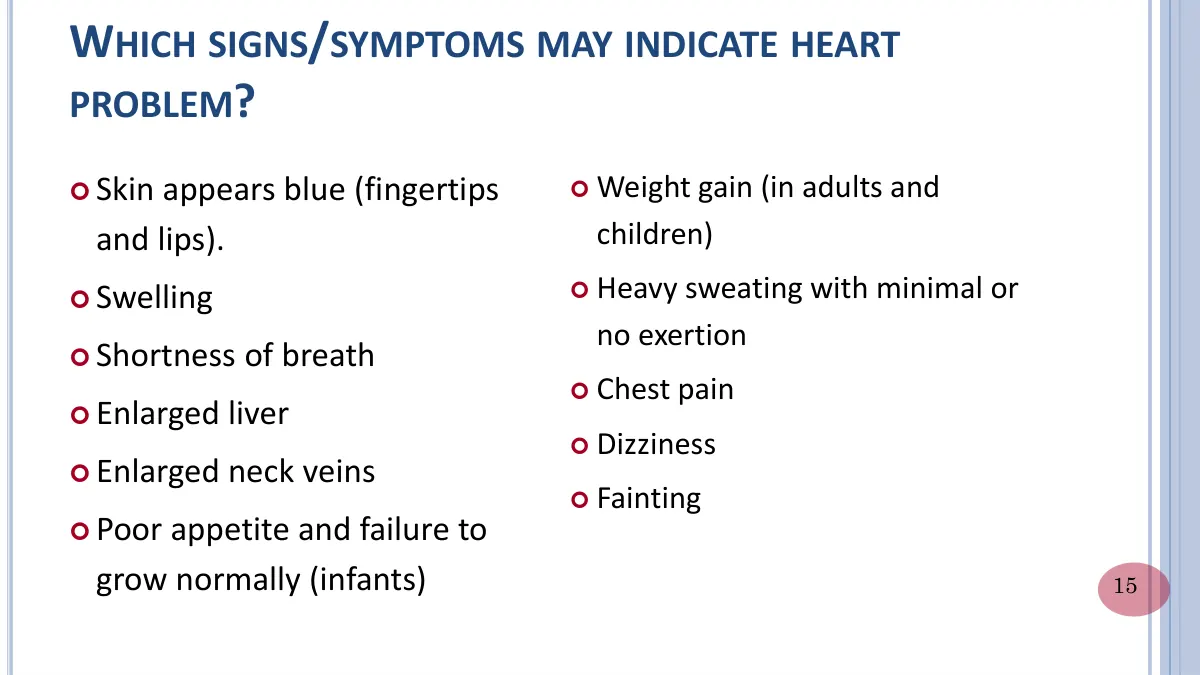 WHICH SIGNS/SYMPTOMS MAY INDICATE HEART
PROBLEM?
Skin appears blue (fingertips
and lips).
Swelling
Shortness of breath
Enlarged liver
Enlarged neck veins
Poor appetite and failure to
grow normally (infants)
Weight gain (in adults and
children)
Heavy sweating with minimal or
no exertion
Chest pain
Dizziness
Fainting
15